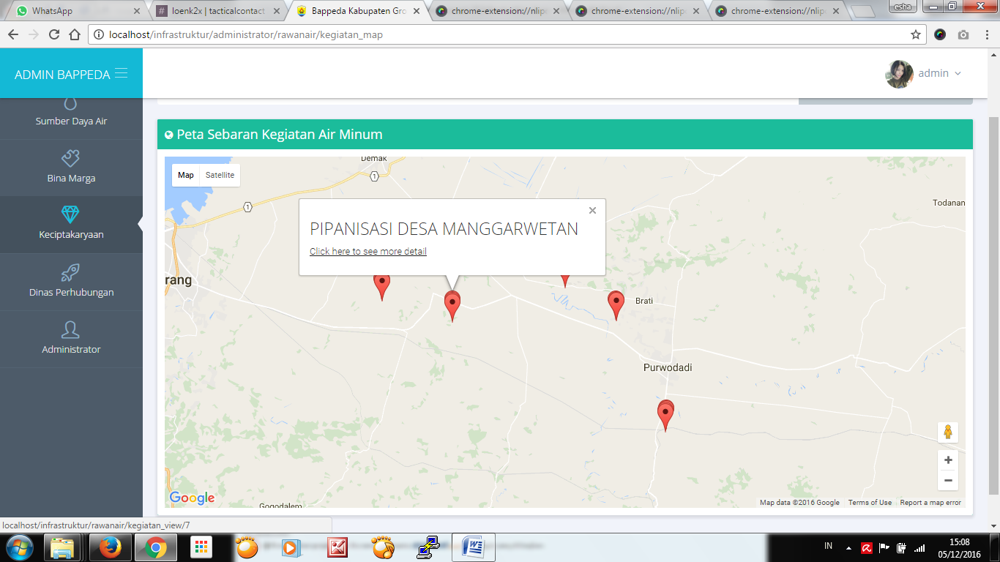 WhatsApp
loenk2x | tacticalcontact
Bappeda Kabupaten Gro
chrome-extension://nlip
chrome-extension://nlip
chrome-extension://nlip
esha
localhost/infrastruktur/administrator/rawanair/kegiatan_map
ADMIN BAPPEDA
admin
Sumber Daya Air
Bina Marga
Keciptakaryaan
Dinas Perhubungan
Administrator
Peta Sebaran Kegiatan Air Minum
Map Satellite
Demak
1
1
Todanan
PIPANISASI DESA MANGGARWETAN
Click here to see more detail
rang
Brati
Purwodadi
Godogalem
Google
Map data ©2016 Google Terms of Use Report a map error
localhost/infrastruktur/rawanair/kegiatan_view/7
IN
15:08
05/12/2016